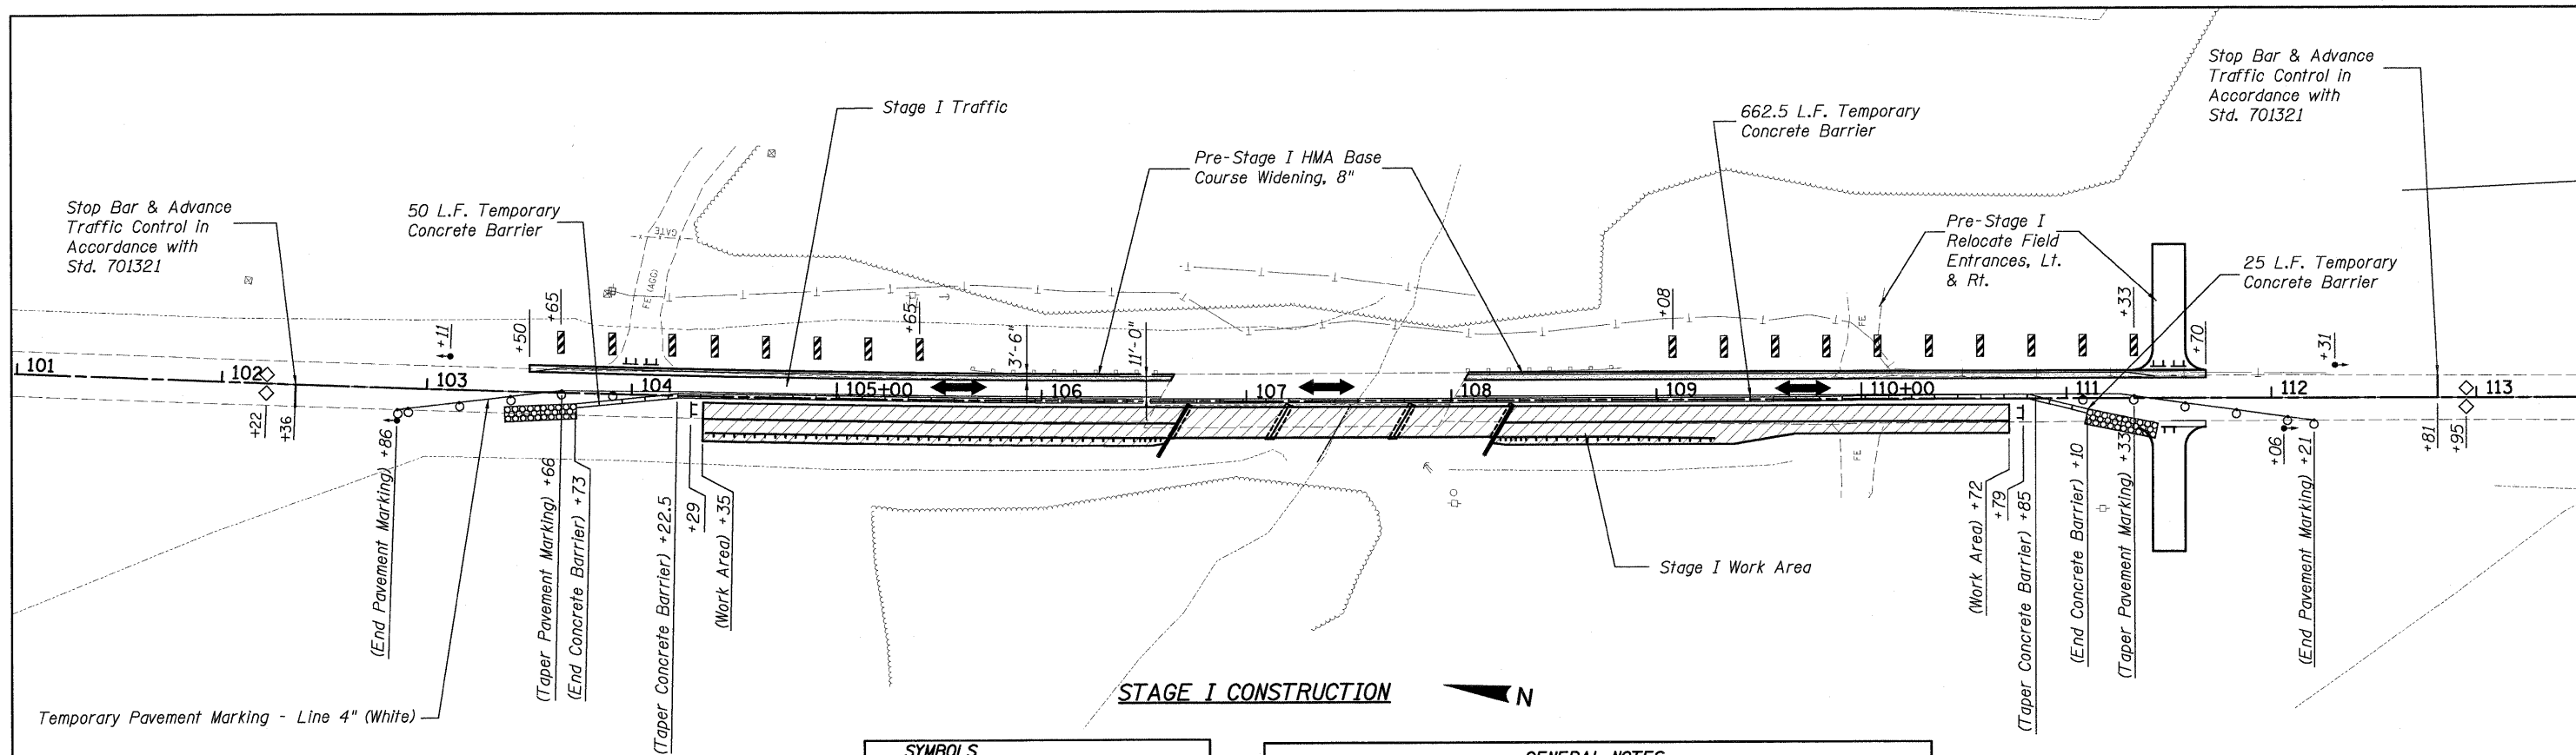 Stop Bar & Advance
Traffic Control in
Accordance with
Std. 701321
Stage I Traffic
662.5 L.F. Temporary
Concrete Barrier
Pre-Stage I HMA Base
Course Widening, 8"
Stop Bar & Advance
Traffic Control in
Accordance with
Std. 701321
50 L.F. Temporary
Concrete Barrier
Pre-Stage I
Relocate Field
Entrances, Lt.
& Rt.
25 L.F. Temporary
Concrete Barrier
GATE
FE (AGG)
FE
FE
+11
+50
+65
+65
3'-6"
11'-0"
+08
+33
+70
+31
101
102
103
104
105+00
106
107
108
109
110+00
111
112
113
+22
+36
(End Pavement Marking) +86
(Taper Pavement Marking) +66
(End Concrete Barrier) +73
(Taper Concrete Barrier) +22.5
+29
(Work Area) +35
Stage I Work Area
(Work Area) +72
+79
(Taper Concrete Barrier) +85
(End Concrete Barrier) +10
(Taper Pavement Marking) +33
+06
(End Pavement Marking) +21
+81
+95
Temporary Pavement Marking - Line 4" (White)
STAGE I CONSTRUCTION
N
SYMBOLS
GENERAL NOTES